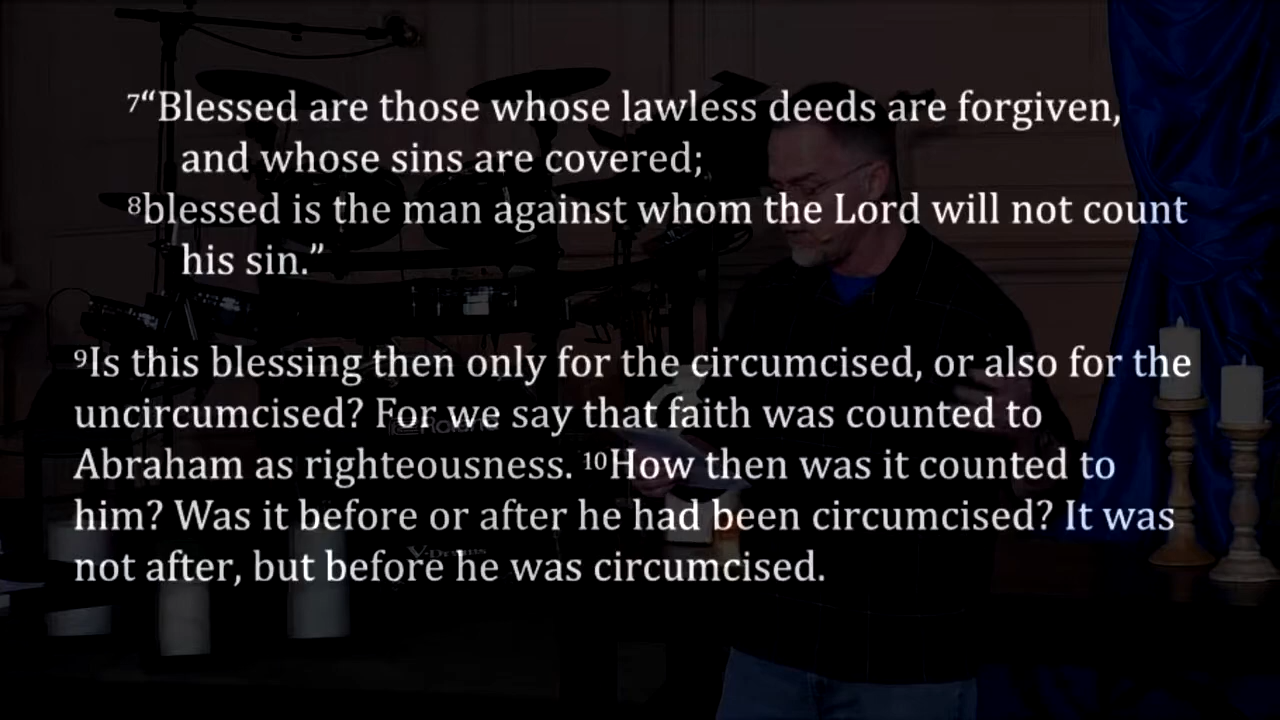 7“Blessed are those whose lawless deeds are forgiven,
and whose sins are covered;
8blessed is the man against whom the Lord will not count
his sin.”
9Is this blessing then only for the circumcised, or also for the
uncircumcised? For we say that faith was counted to
Roland
Abraham as righteousness. 10How then was it counted to
him? Was it before or after he had been circumcised? It was
V-Drums
not after, but before he was circumcised.